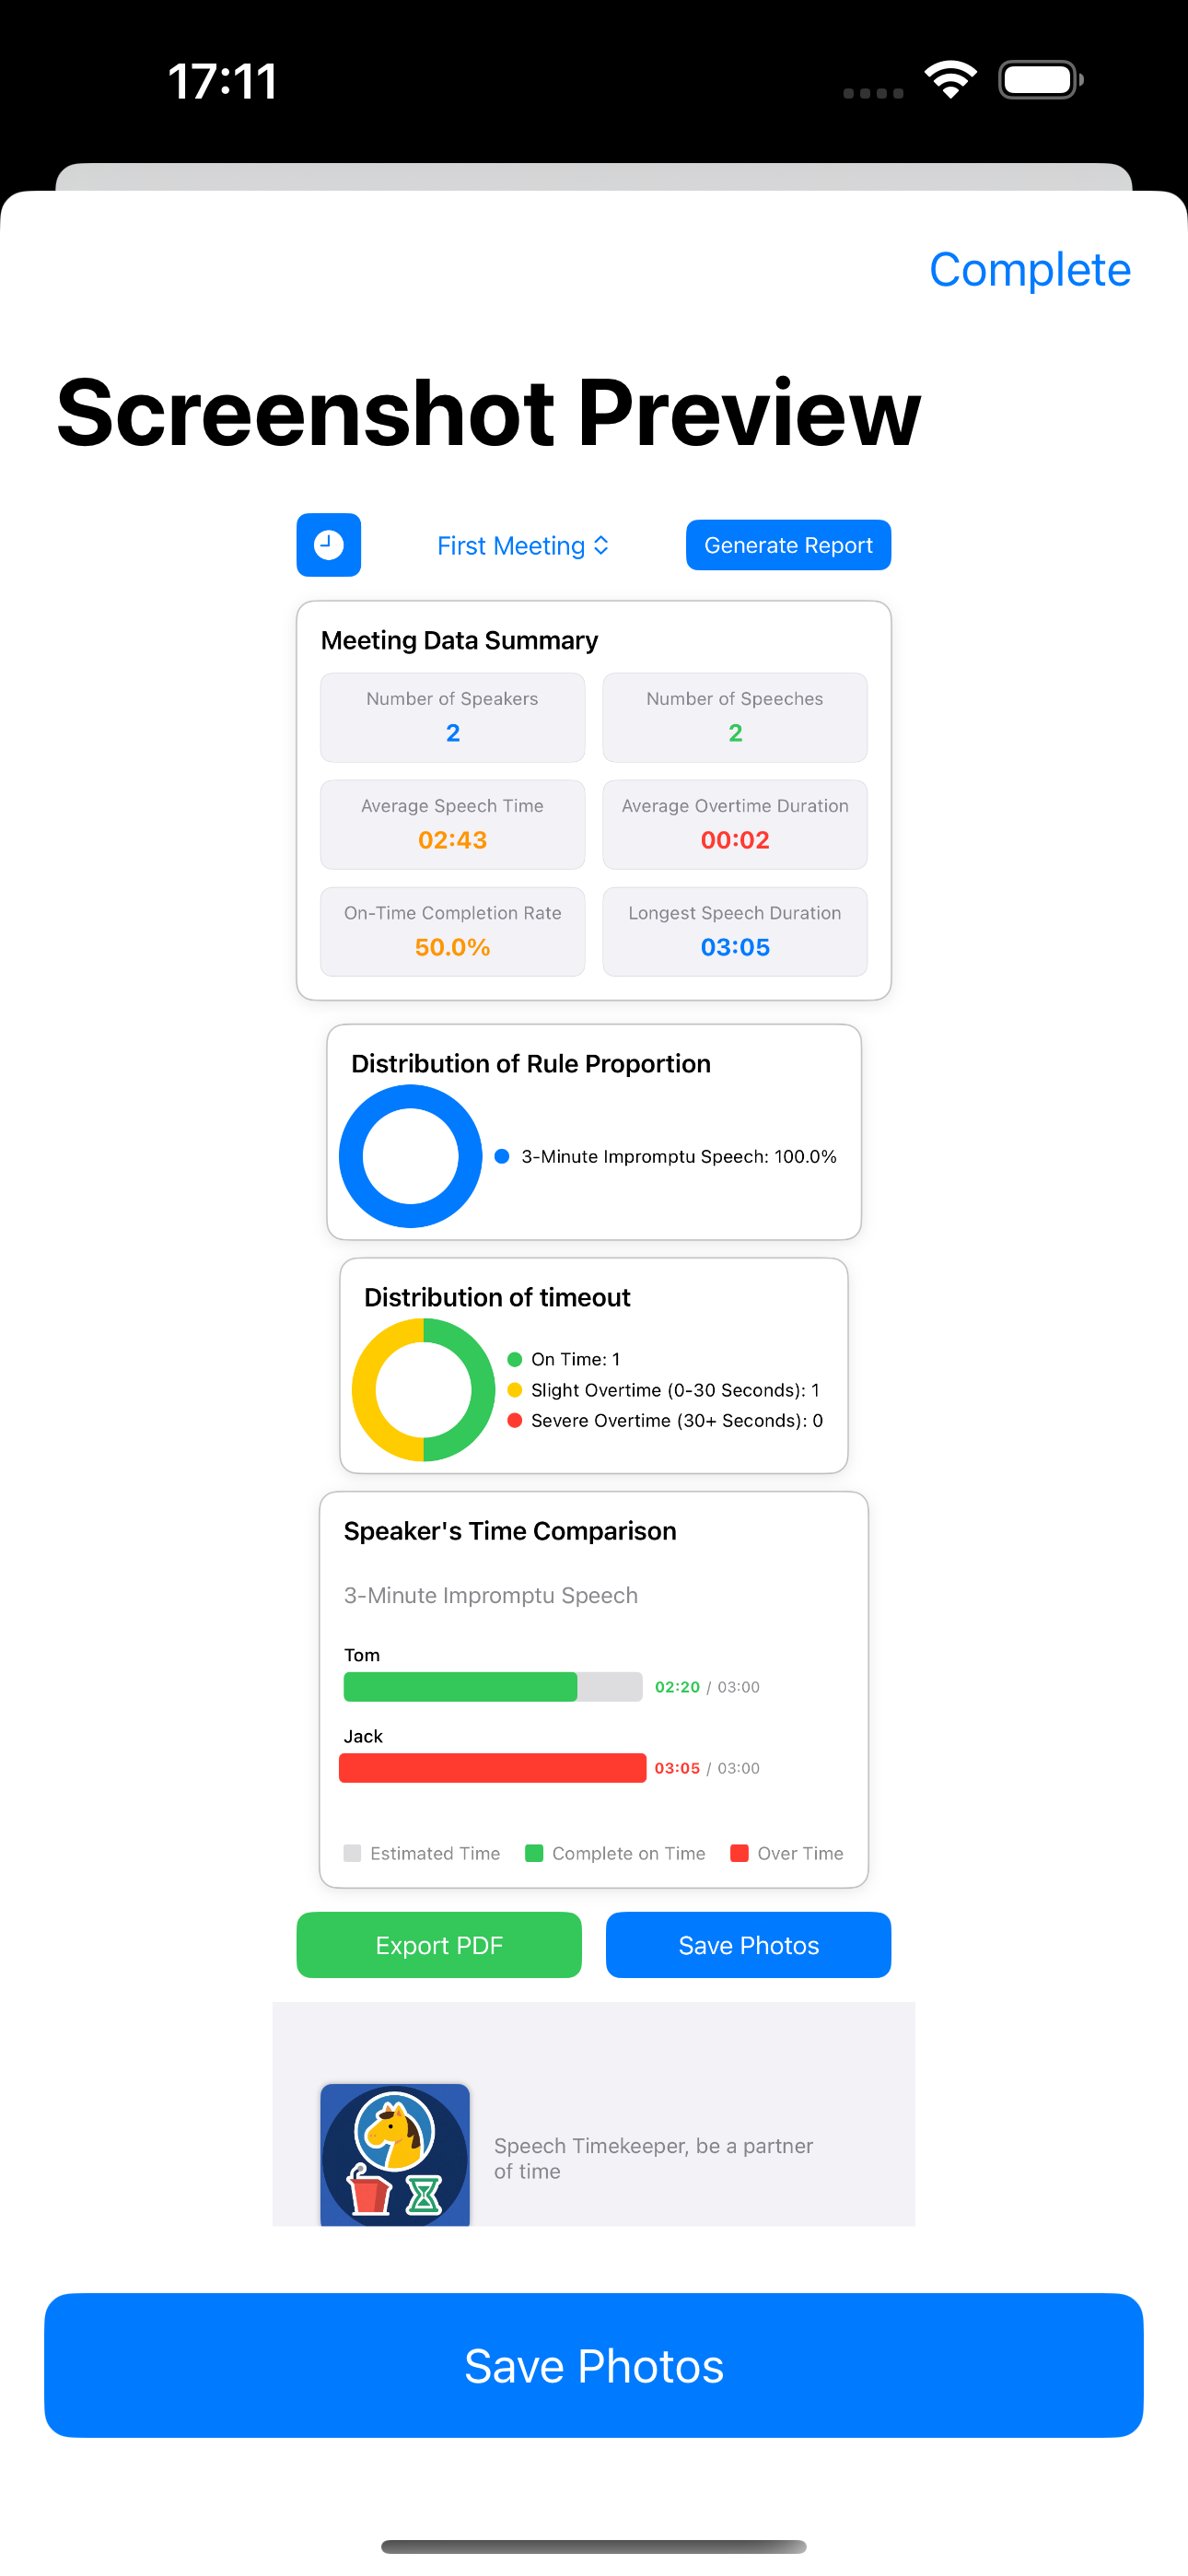 17:11
Complete
Screenshot Preview
First Meeting
Generate Report
Meeting Data Summary
Number of Speakers
2
Number of Speeches
2
Average Speech Time
02:43
Average Overtime Duration
00:02
On-Time Completion Rate
50.0%
Longest Speech Duration
03:05
Distribution of Rule Proportion
3-Minute Impromptu Speech: 100.0%
Distribution of timeout
On Time: 1
Slight Overtime (0-30 Seconds): 1
Severe Overtime (30+ Seconds): 0
Speaker's Time Comparison
3-Minute Impromptu Speech
Tom
02:20 / 03:00
Jack
03:05 / 03:00
Estimated Time
Complete on Time
Over Time
Export PDF
Save Photos
Speech Timekeeper, be a partner
of time
Save Photos